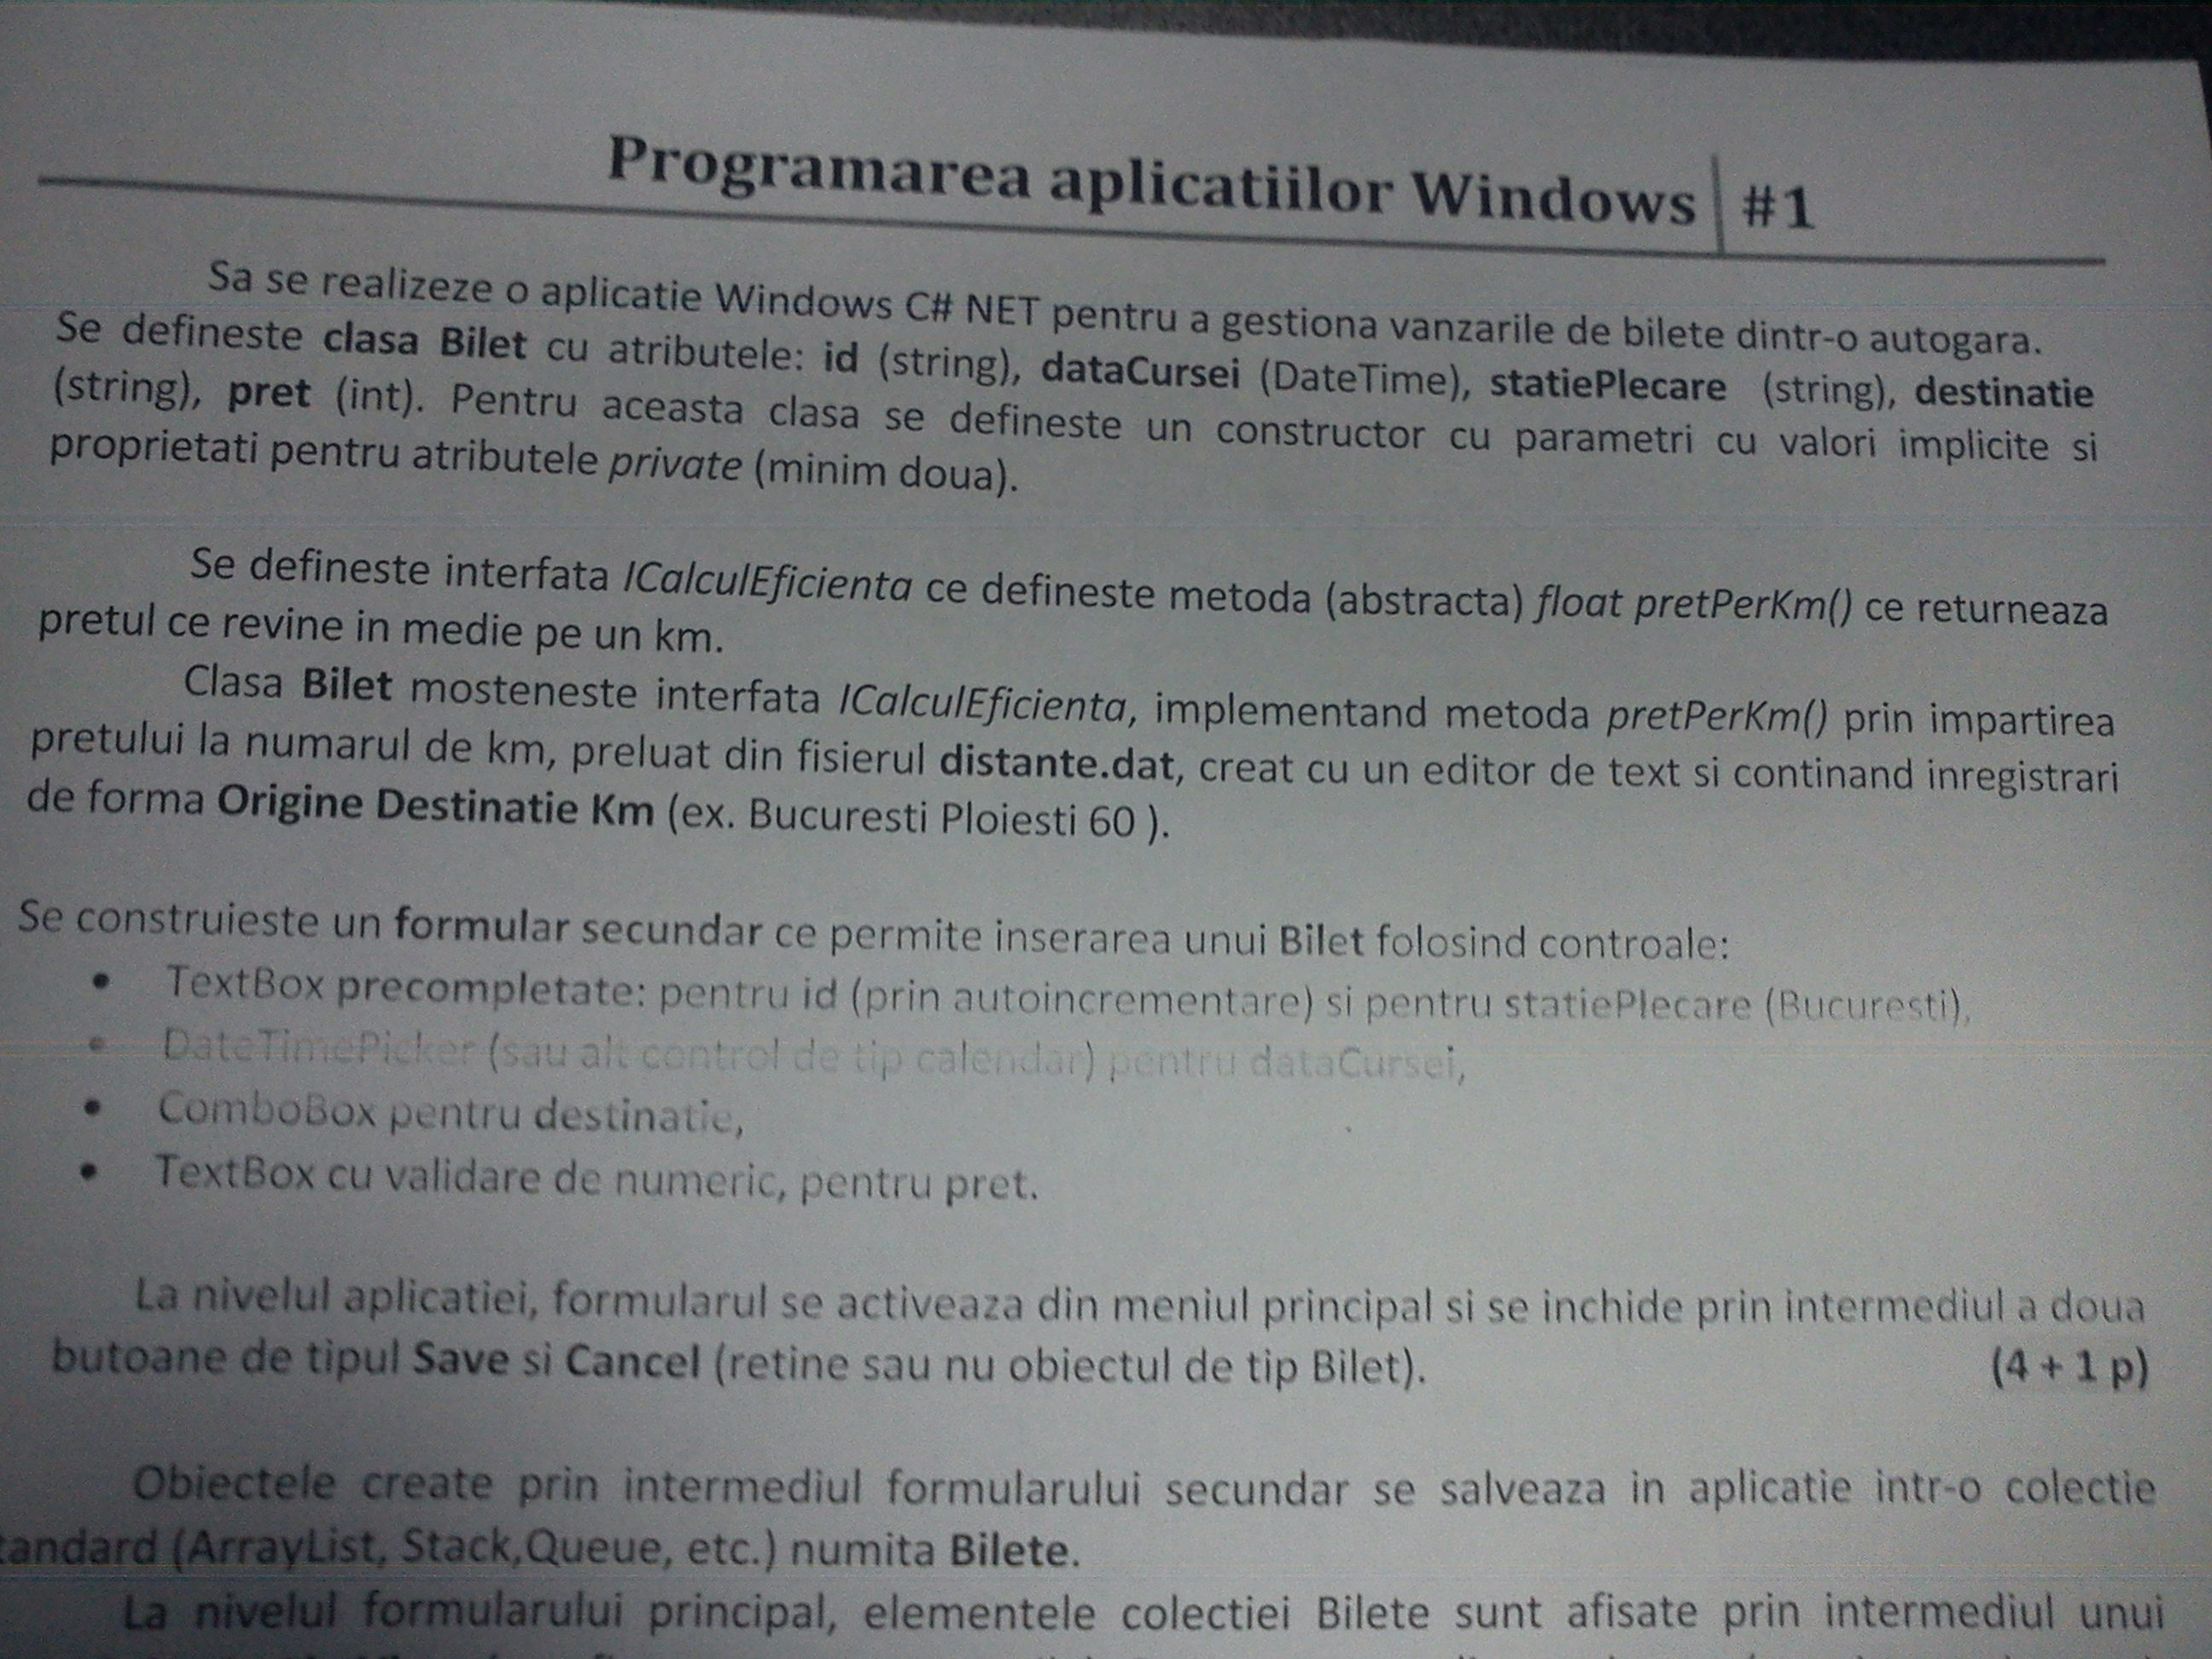 Programarea aplicatiilor Windows #1
Sa se realizeze o aplicatie Windows C# NET pentru a gestiona vanzarile de bilete dintr-o autogara.
Se defineste clasa Bilet cu atributele: id (string), dataCursei (DateTime), statiePlecare (string), destinatie
(string), pret (int). Pentru aceasta clasa se defineste un constructor cu parametri cu valori implicite si
proprietati pentru atributele private (minim doua).
Se defineste interfata ICalculEficienta ce defineste metoda (abstracta) float pretPerKm() ce returneaza
pretul ce revine in medie pe un km.
Clasa Bilet mosteneste interfata ICalculEficienta, implementand metoda pretPerKm() prin impartirea
pretului la numarul de km, preluat din fisierul distante.dat, creat cu un editor de text si continand inregistrari
de forma Origine Destinatie Km (ex. Bucuresti Ploiesti 60 ).
Se construieste un formular secundar ce permite inserarea unui Bilet folosind controale:
• TextBox precompletate: pentru id (prin autoincrementare) si pentru statiePlecare (Bucuresti),
• DateTimePicker (sau alt control de tip calendar) pentru dataCursei,
• ComboBox pentru destinatie,
• TextBox cu validare de numeric, pentru pret.
La nivelul aplicatiei, formularul se activeaza din meniul principal si se inchide prin intermediul a doua
butoane de tipul Save si Cancel (retine sau nu obiectul de tip Bilet). (4 + 1 p)
Obiectele create prin intermediul formularului secundar se salveaza in aplicatie intr-o colectie
tandard (ArrayList, Stack,Queue, etc.) numita Bilete.
La nivelul formularului principal, elementele colectiei Bilete sunt afisate prin intermediul unui